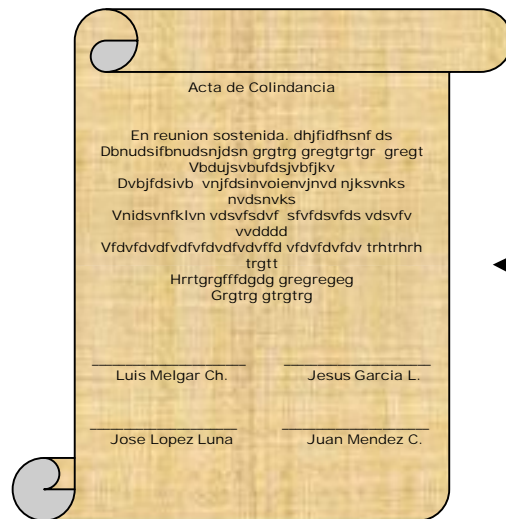 Acta de Colindancia
En reunion sostenida. dhjfidfhsnf ds
Dbnudsifbnudsnjdsn grgtrg gregtgrtgr gregt
Vbdujsvbufdsjvbfjkv
Dvbjfdsivb vnjfdsinvoienvjnvd njksvnks
nvdsnvks
Vnidsvnfklvn vdsvfsdvf sfvfdsvfds vdsvfv
vvdddd
Vfdvfdvdfvdfvfdvdfvdvffd vfdvfdvfdv trhtrhrh
trgtt
Hrrtgrgfffdgdg gregregeg
Grgtrg gtrgtrg
Luis Melgar Ch. Jesus Garcia L.
Jose Lopez Luna Juan Mendez C.